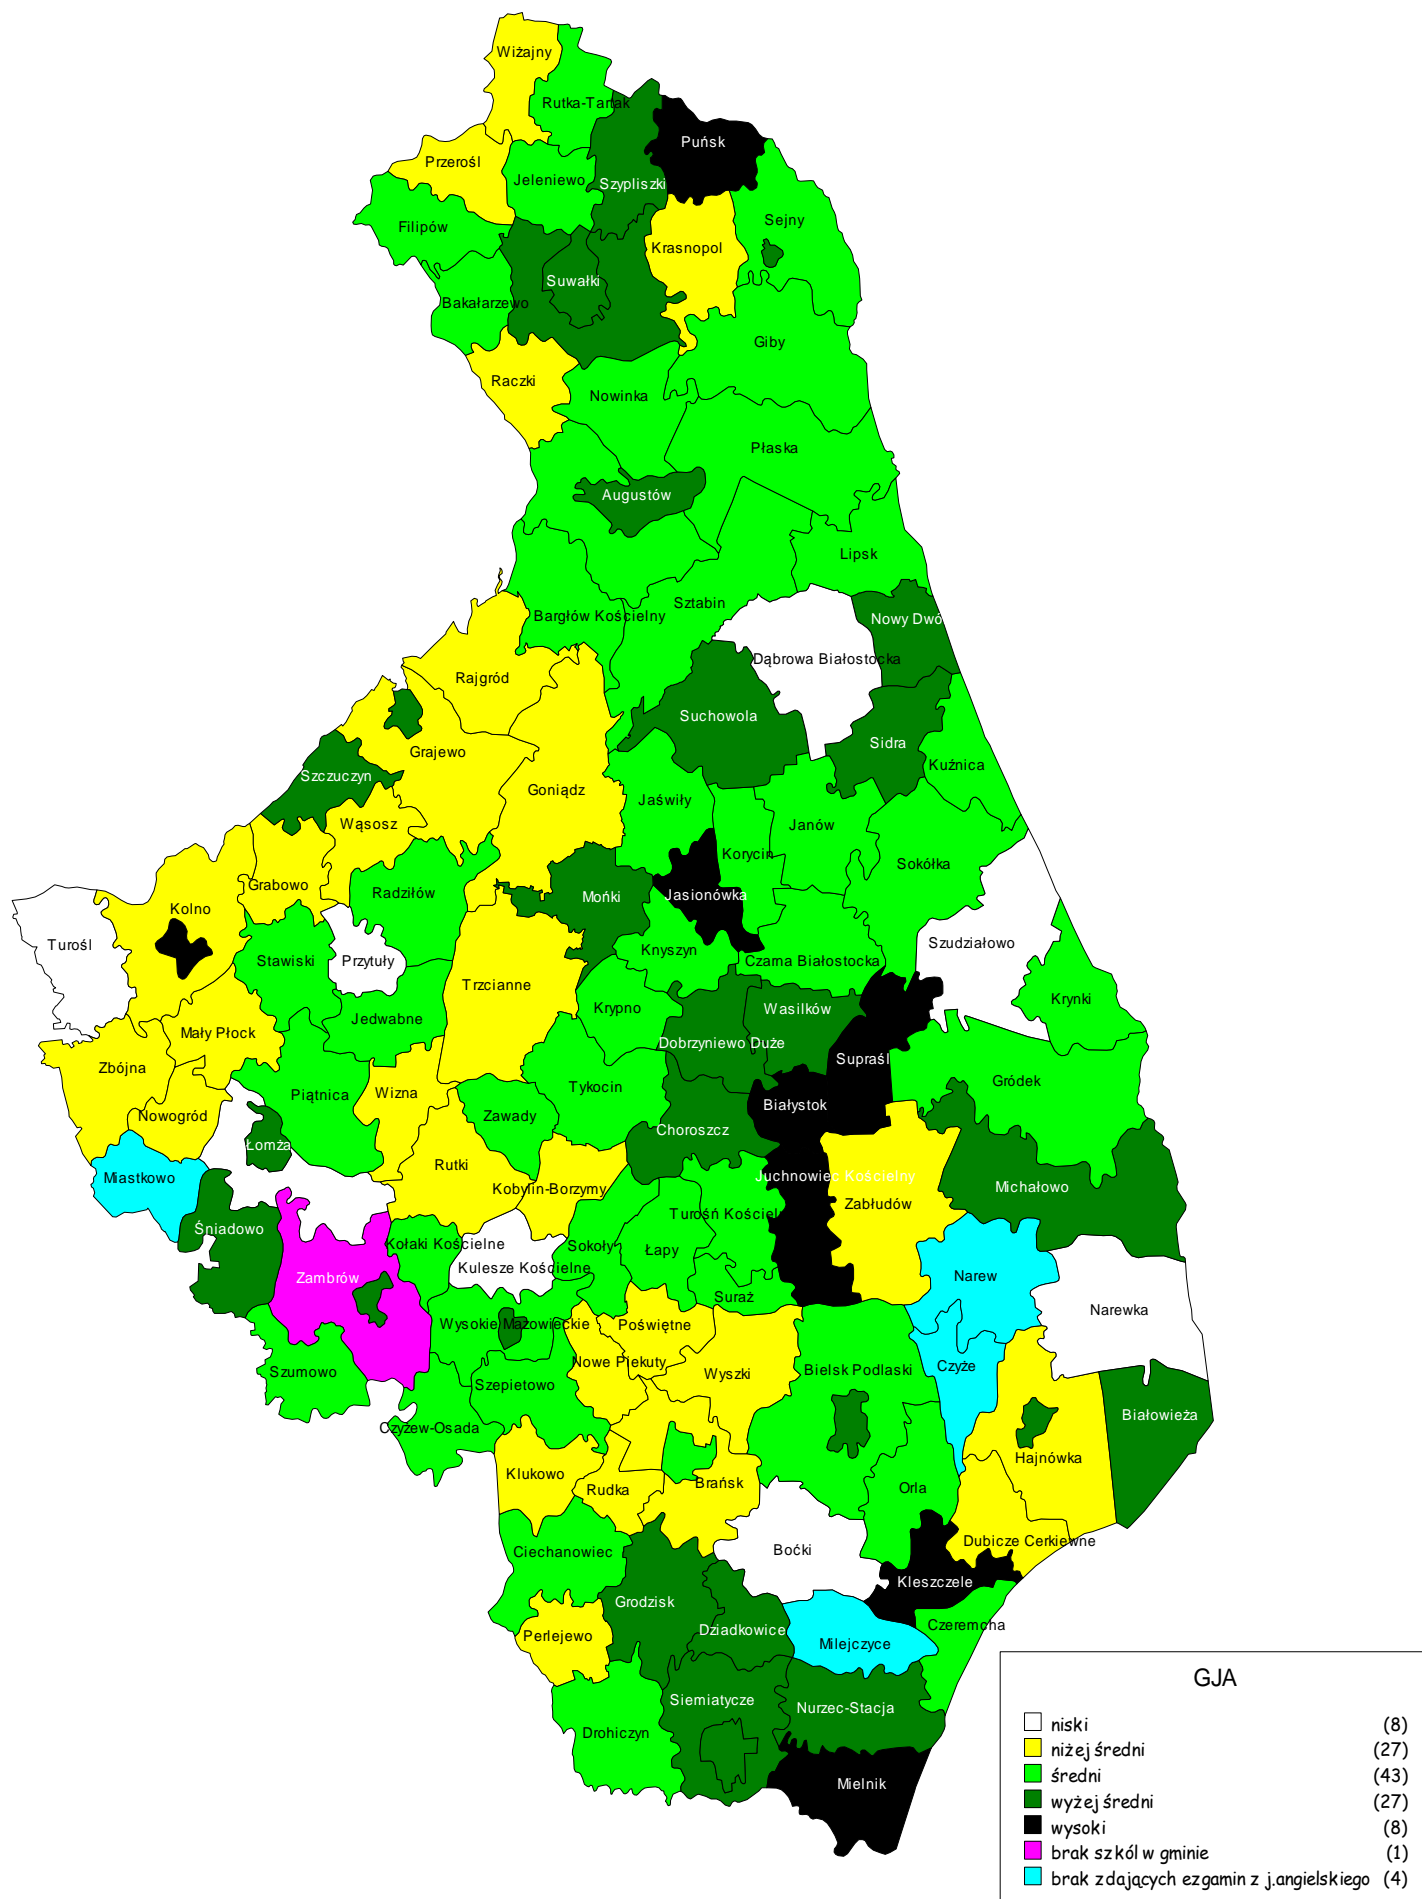 Wiżajny
Rutka-Tartak
Puńsk
Przerośl
Jeleniewo
Szypliszki
Sejny
Filipów
Krasnopol
Suwałki
Bakałarzewo
Giby
Raczki
Nowinka
Płaska
Augustów
Lipsk
Sztabin
Bargłów Kościelny
Nowy Dwó
Dąbrowa Białostocka
Rajgród
Suchowola
Sidra
Grajewo
Kuźnica
Szczuczyn
Goniądz
Jaświły
Wąsosz
Janów
Korycin
Sokółka
Grabowo
Radziłów
Mońki
Jasionówka
Kolno
Turośl
Szudziałowo
Knyszyn
Stawiski
Przytuły
Czarna Białostocka
Trzcianne
Krynki
Krypno
Wasilków
Jedwabne
Mały Płock
Dobrzyniewo Duże
Supraśl
Zbójna
Gródek
Tykocin
Piątnica
Wizna
Białystok
Nowogród
Zawady
Choroszcz
Łomża
Rutki
Miastkowo
Juchnowiec Kościelny
Kobylin-Borzymy
Michałowo
Zabłudów
Turośń Kościel
Śniadowo
Kołaki Kościelne
Sokoły
Łapy
Kulesze Kościelne
Zambrów
Narew
Suraż
Narewka
Wysokie Mazowieckie
Poświętne
Nowe Piekuty
Czyże
Szumowo
Wyszki
Bielsk Podlaski
Szepietowo
Białowieża
Czyżew-Osada
Hajnówka
Klukowo
Brańsk
Rudka
Orla
Dubicze Cerkiewne
Boćki
Ciechanowiec
Kleszczele
Grodzisk
Czeremcha
Dziadkowice
Perlejewo
Milejczyce
Siemiatycze
Nurzec-Stacja
Drohiczyn
Mielnik
GJA
niski (8)
niżej średni (27)
średni (43)
wyżej średni (27)
wysoki (8)
brak szkól w gminie (1)
brak zdających ezgamin z j.angielskiego (4)